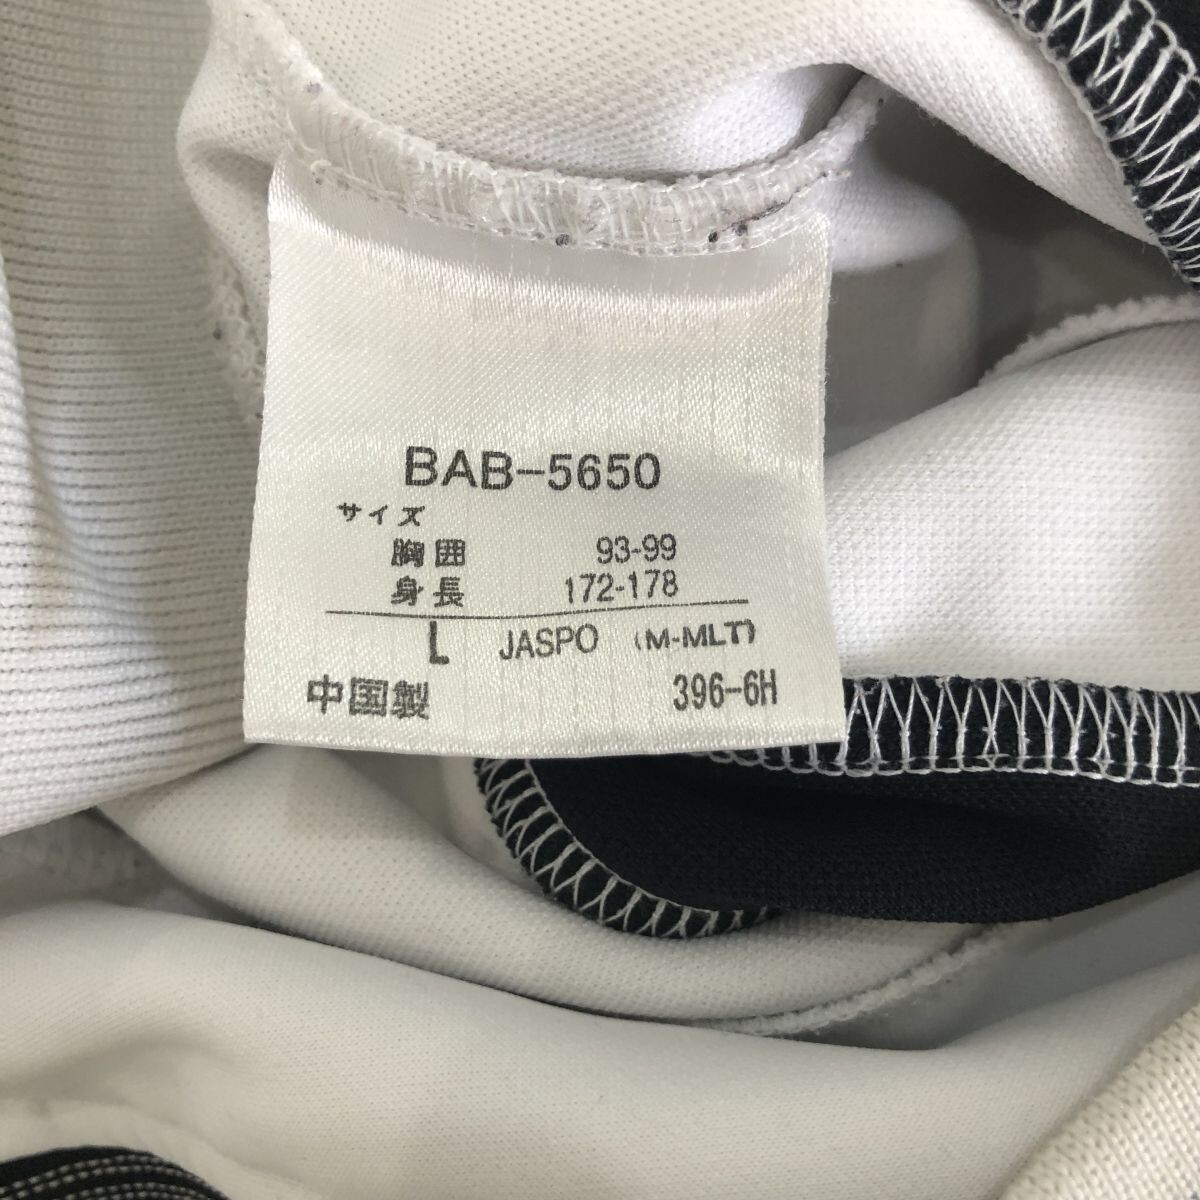 BAB-5650
サイズ
胸囲 93-99
身長 172-178
L JASPO (M-MLT)
中国製 396-6H